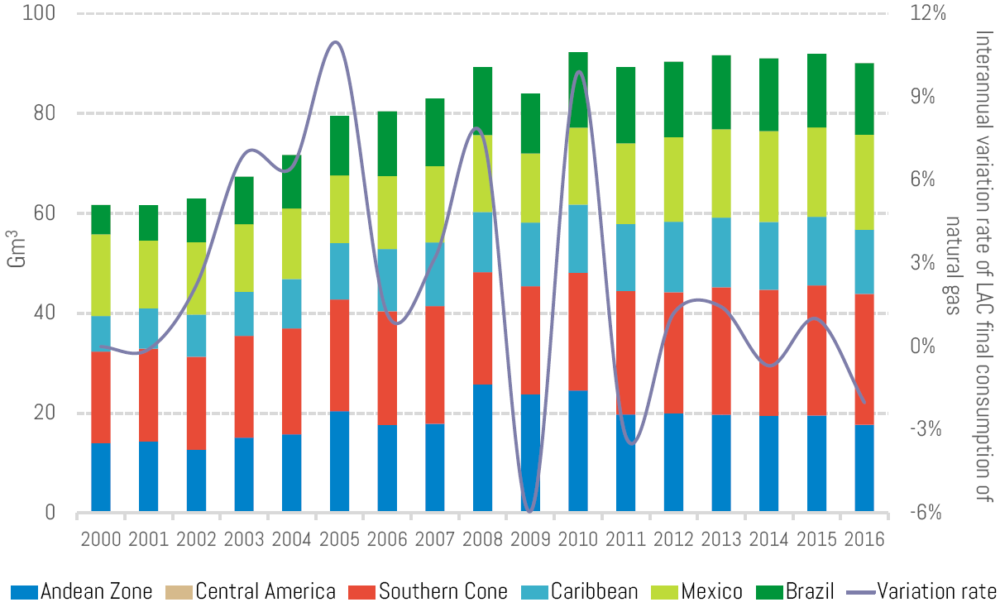 100
80
60
40
20
0
Gm³
12%
9%
6%
3%
0%
-3%
-6%
Interannual variation rate of LAC final consumption of
natural gas
2000 2001 2002 2003 2004 2005 2006 2007 2008 2009 2010 2011 2012 2013 2014 2015 2016
Andean Zone Central America Southern Cone Caribbean Mexico Brazil Variation rate